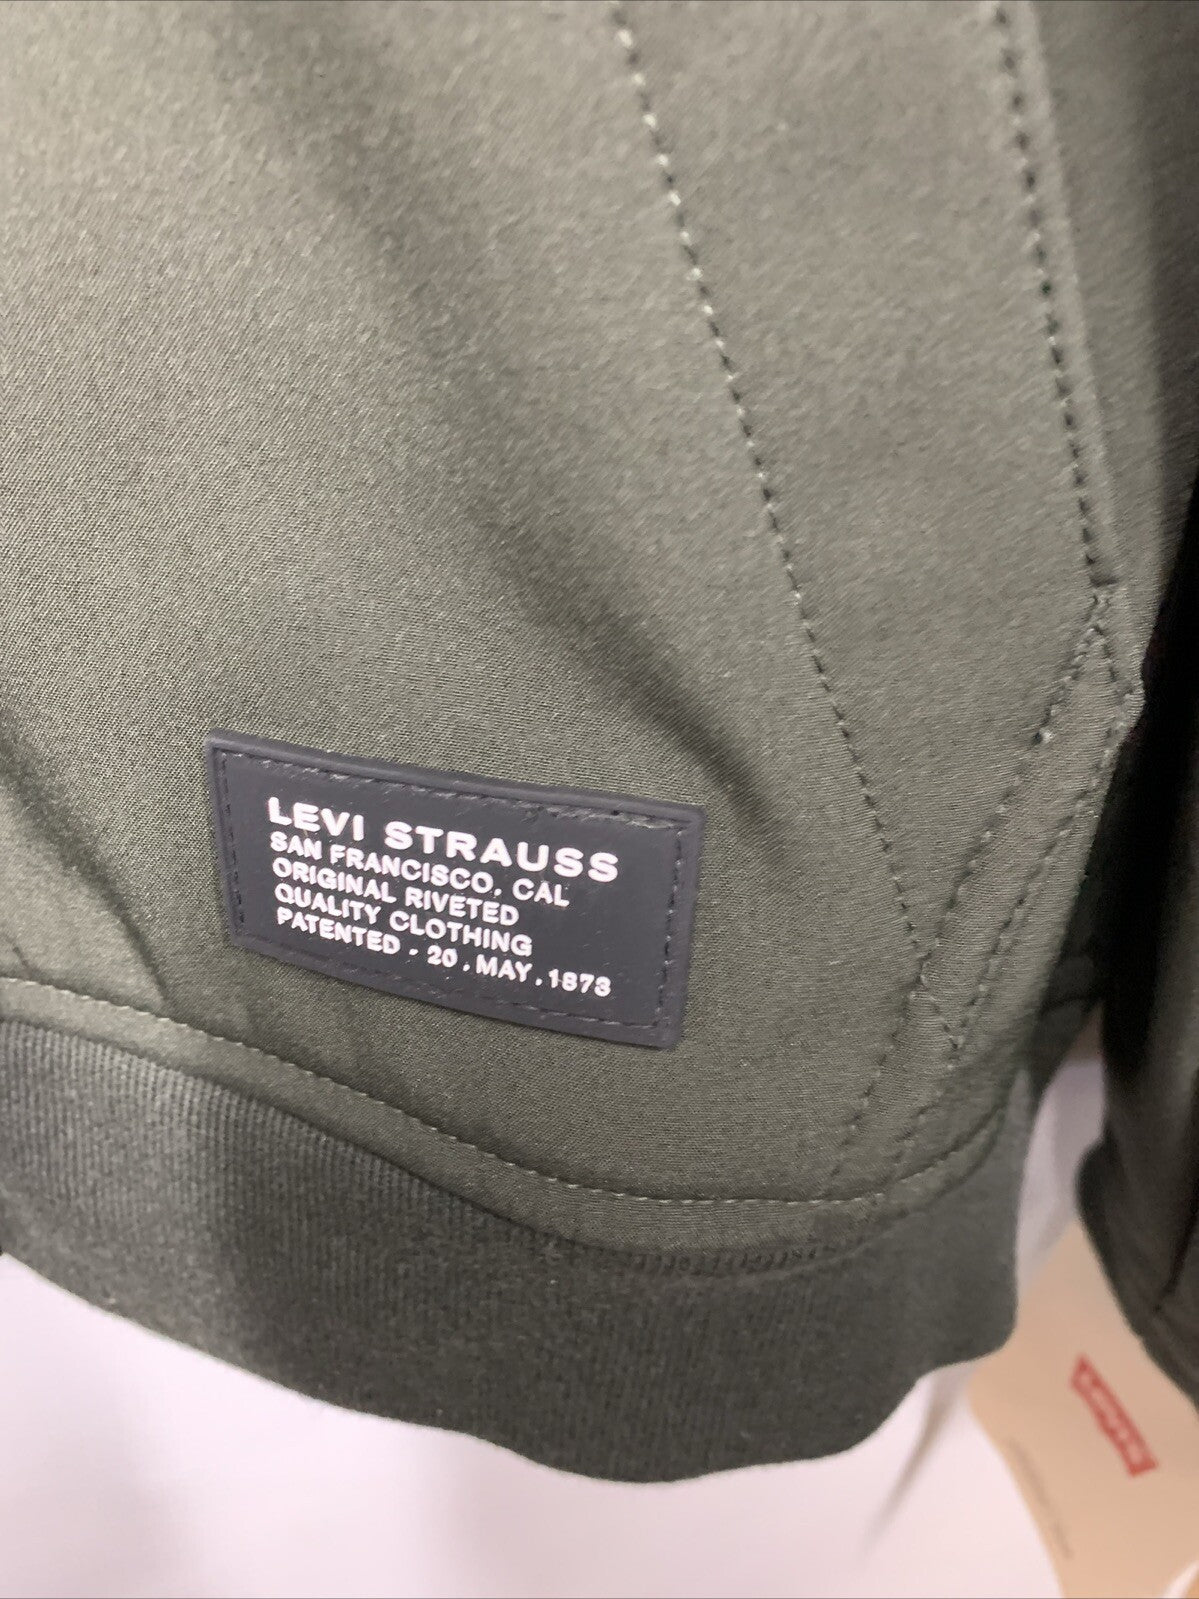 LEVI STRAUSS
SAN FRANCISCO, CAL
ORIGINAL RIVETED
QUALITY CLOTHING
PATENTED . 20 . MAY . 1873